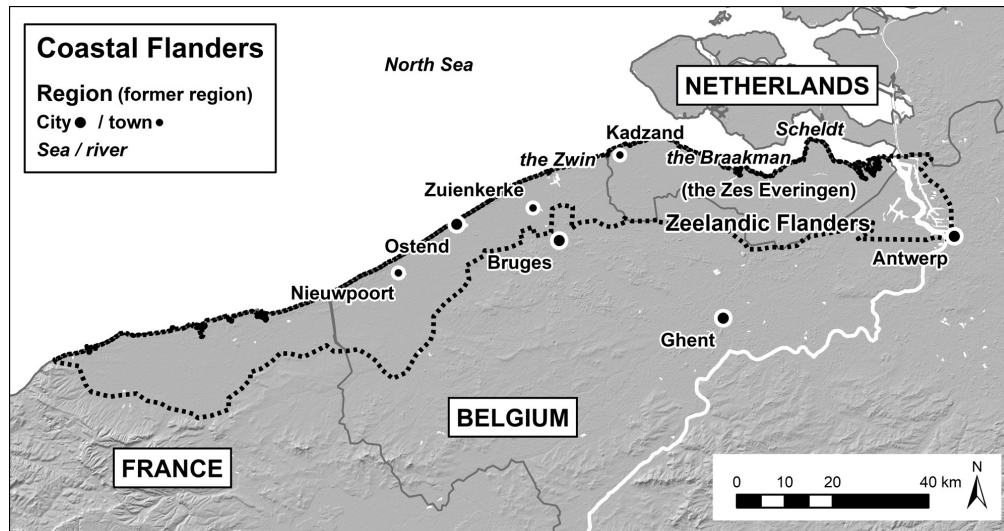 Coastal Flanders
Region (former region)
City / town
Sea / river
North Sea
NETHERLANDS
Scheldt
Kadzand
the Zwin
the Braakman
(the Zes Everingen)
Zuienkerke
Zeelandic Flanders
Ostend
Bruges
Antwerp
Nieuwpoort
Ghent
BELGIUM
FRANCE
N
0 10 20 40 km